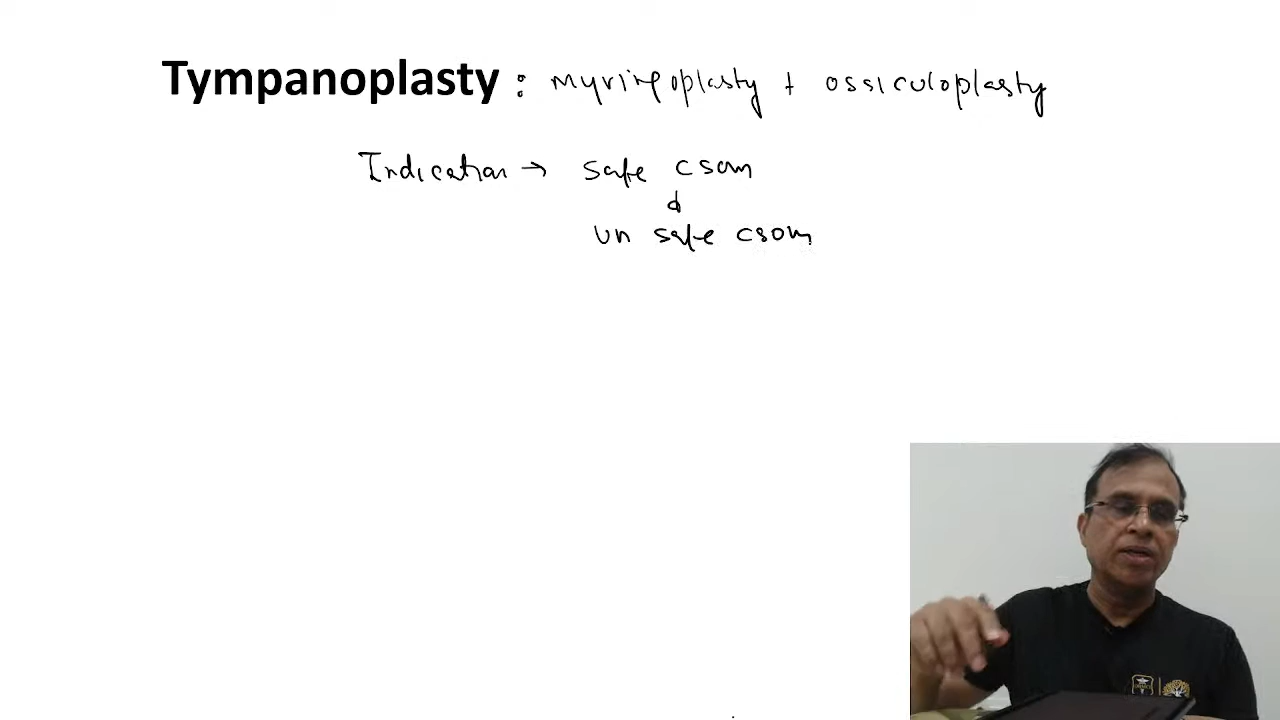 Tympanoplasty : myringoplasty + ossiculoplasty
Indication → safe csom
&
un safe csom